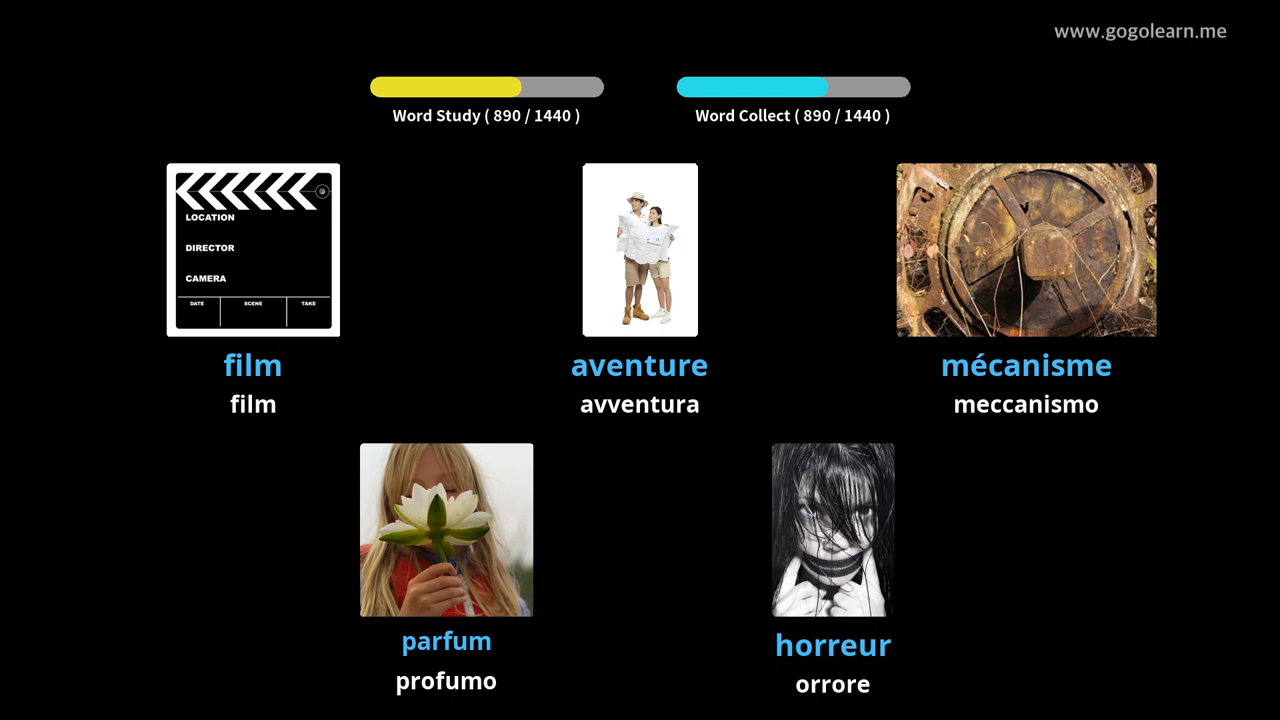 www.gogolearn.me
Word Study ( 890 / 1440 )
Word Collect ( 890 / 1440 )
LOCATION
DIRECTOR
CAMERA
DATE SCENE TAKE
film
film
aventure
avventura
mécanisme
meccanismo
parfum
profumo
horreur
orrore